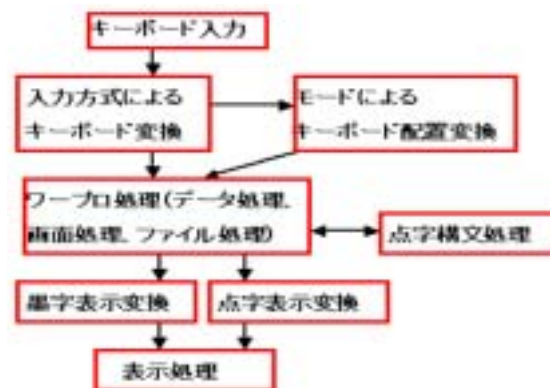 キーボード入力
入力方式による
キーボード変換
モードによる
キーボード配置変換
ワープロ処理(データ処理、
画面処理、ファイル処理)
点字構文処理
墨字表示変換
点字表示変換
表示処理